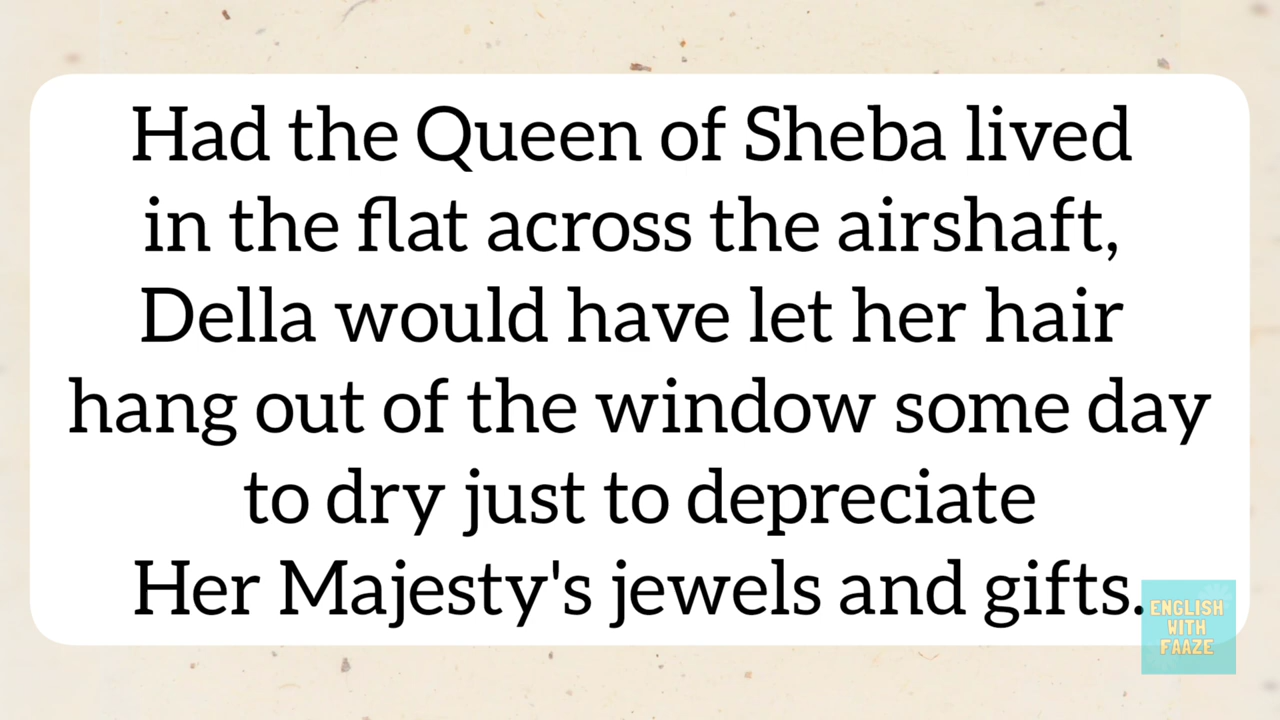 Had the Queen of Sheba lived
in the flat across the airshaft,
Della would have let her hair
hang out of the window some day
to dry just to depreciate
Her Majesty's jewels and gifts.
ENGLISH
WITH
FAAZE